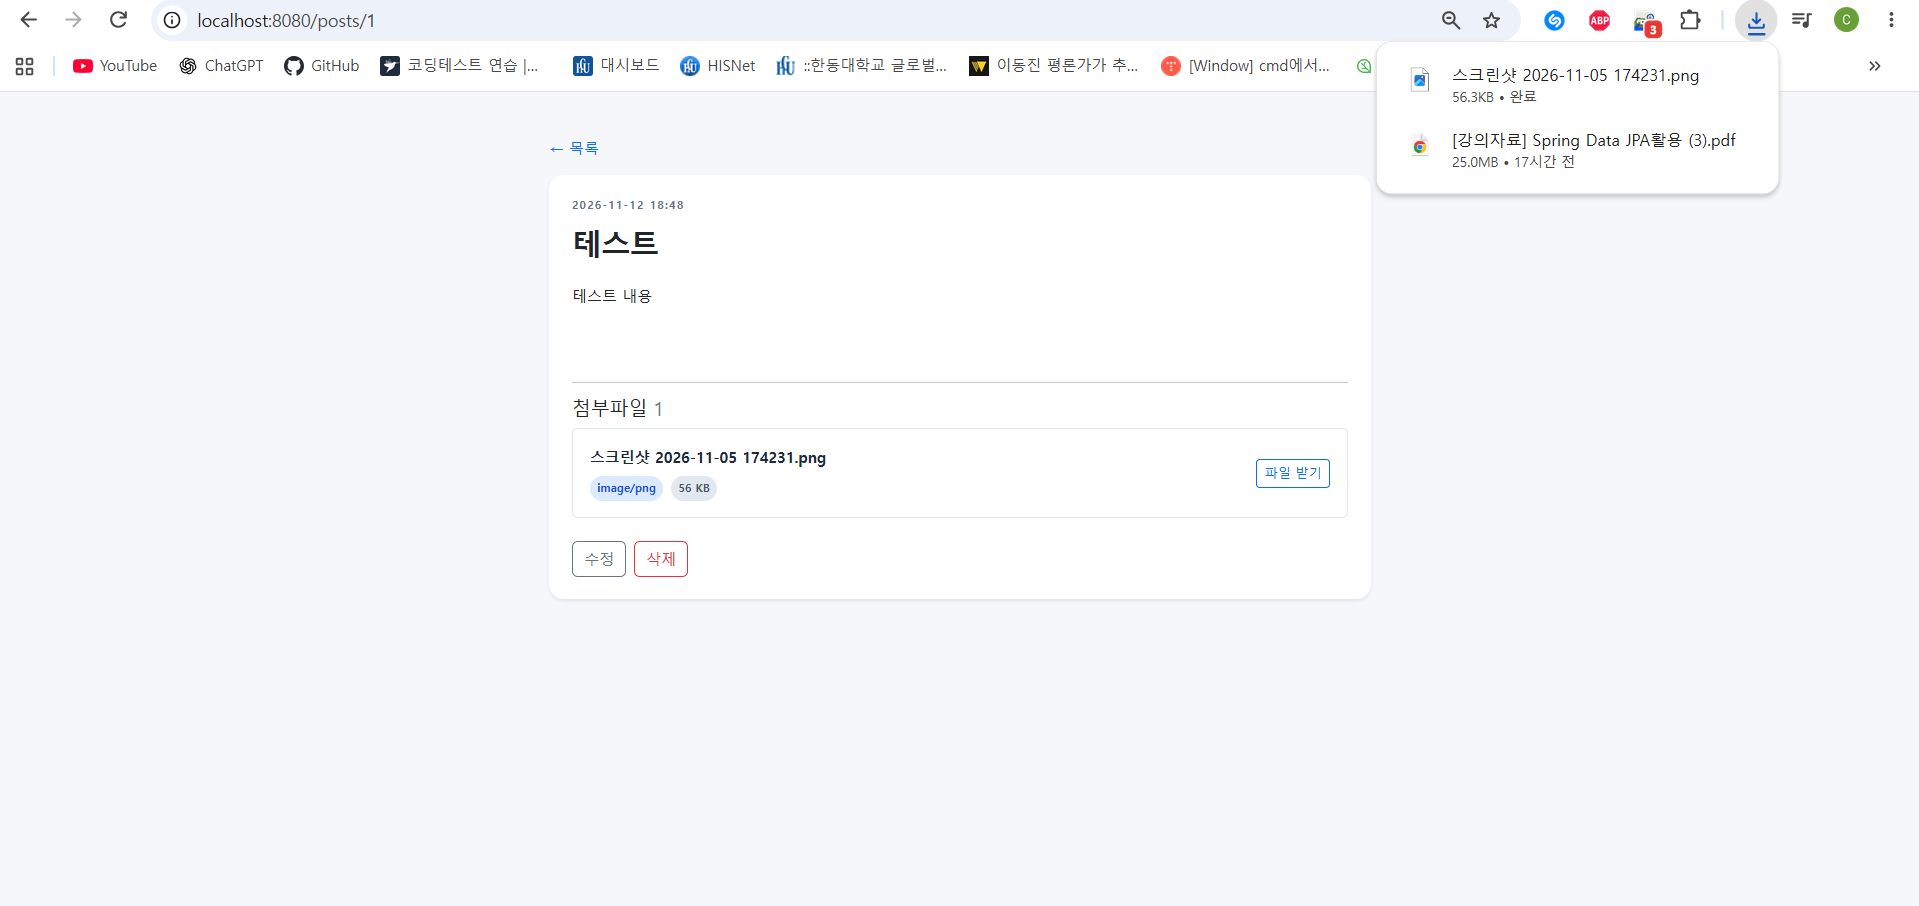 localhost:8080/posts/1
ABP
3
C
YouTube
ChatGPT
GitHub
코딩테스트 연습 |...
대시보드
HISNet
::한동대학교 글로벌...
이동진 평론가가 추...
[Window] cmd에서...
스크린샷 2026-11-05 174231.png
56.3KB • 완료
[강의자료] Spring Data JPA활용 (3).pdf
25.0MB • 17시간 전
← 목록
2026-11-12 18:48
테스트
테스트 내용
첨부파일 1
스크린샷 2026-11-05 174231.png
image/png 56 KB
파일 받기
수정 삭제